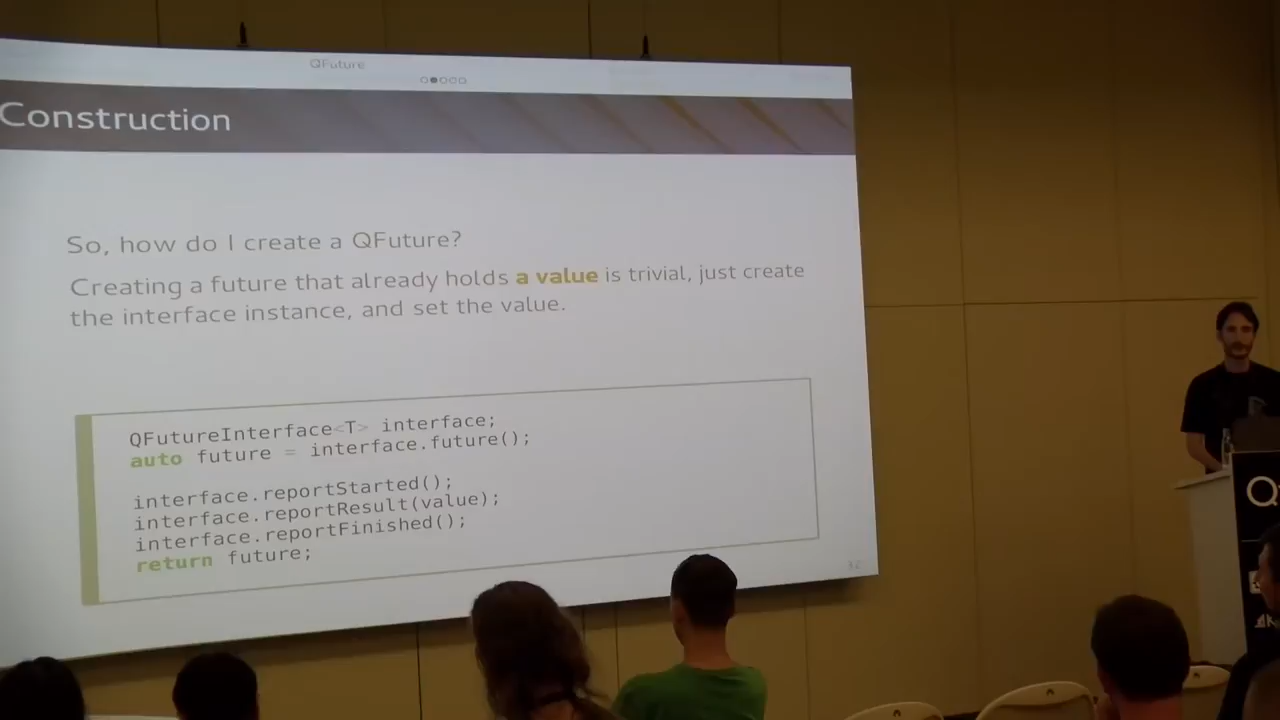 QFuture
Construction
So, how do I create a QFuture?
Creating a future that already holds a value is trivial, just create
the interface instance, and set the value.
QFutureInterface<T> interface;
auto future = interface.future();
interface.reportStarted();
interface.reportResult(value);
interface.reportFinished();
return future;
32